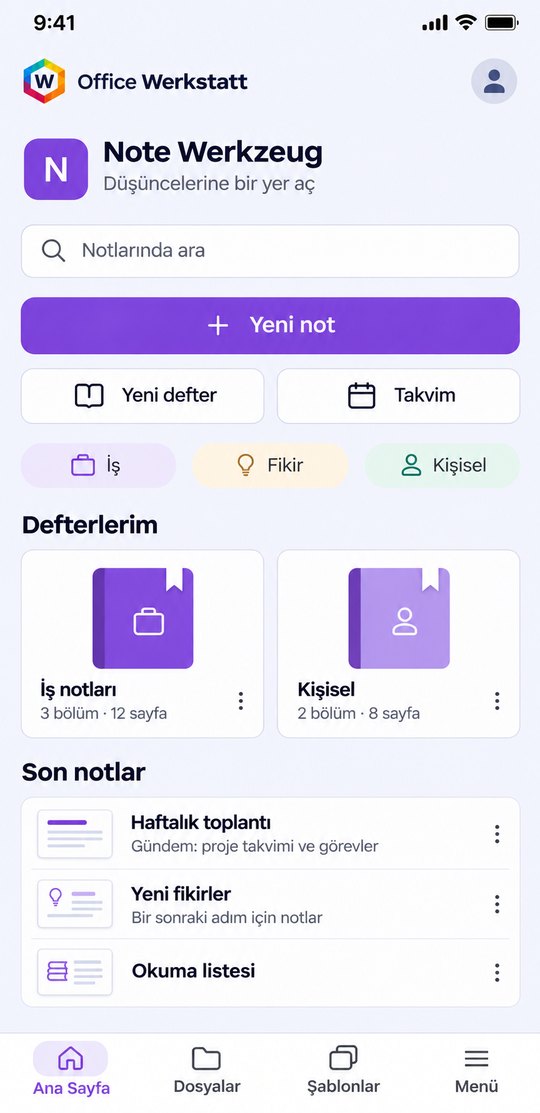 9:41
W
Office Werkstatt
N
Note Werkzeug
Düşüncelerine bir yer aç
Notlarında ara
Yeni not
Yeni defter
Takvim
İş
Fikir
Kişisel
Defterlerim
İş notları
3 bölüm · 12 sayfa
Kişisel
2 bölüm · 8 sayfa
Son notlar
Haftalık toplantı
Gündem: proje takvimi ve görevler
Yeni fikirler
Bir sonraki adım için notlar
Okuma listesi
Ana Sayfa
Dosyalar
Şablonlar
Menü